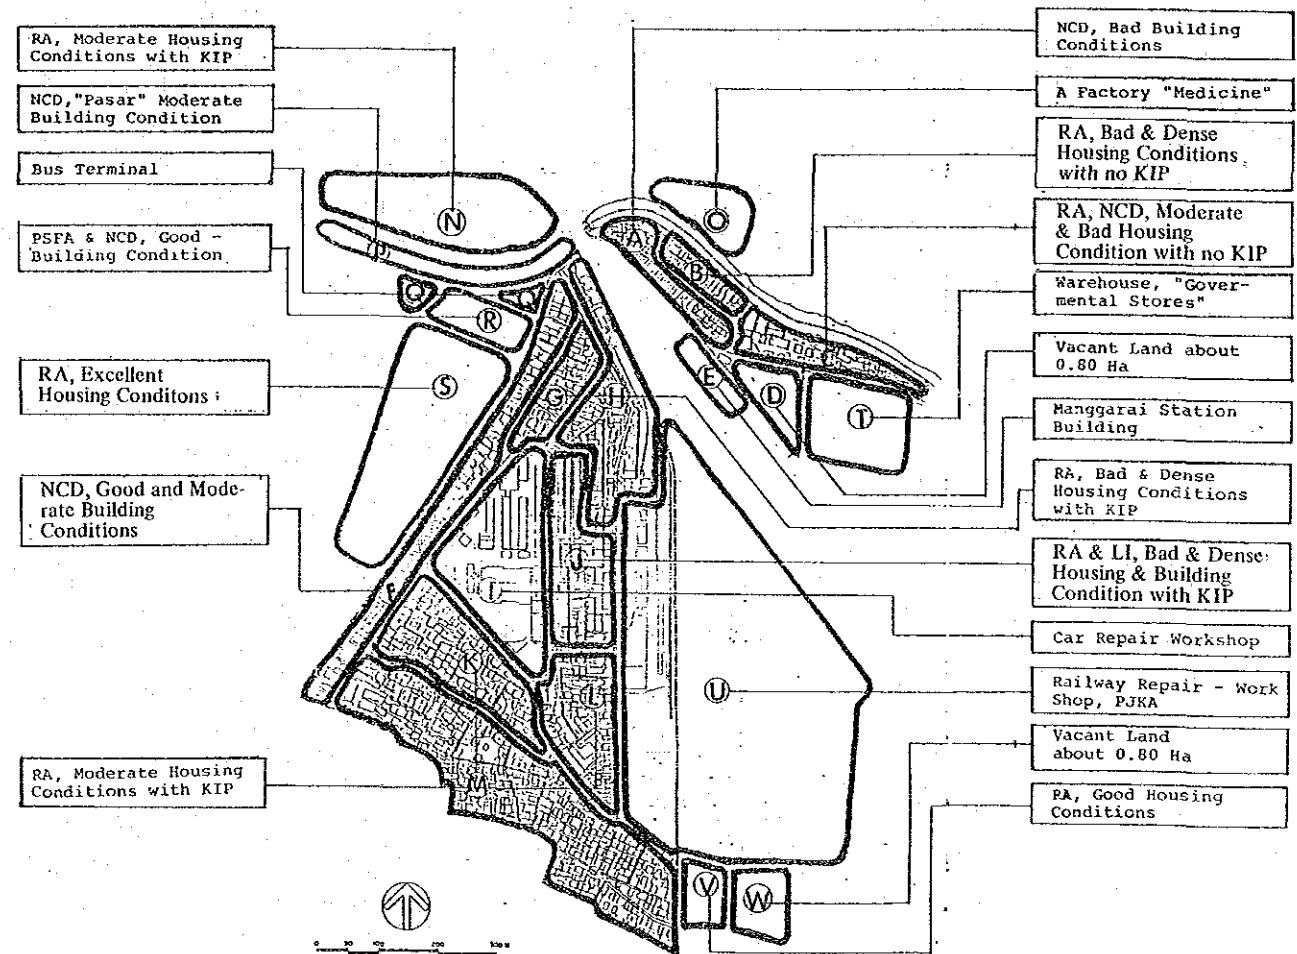 RA, Moderate Housing
Conditions with KIP
NCD,"Pasar" Moderate
Building Condition
Bus Terminal
PSFA & NCD, Good -
Building Condition
RA, Excellent
Housing Conditons
NCD, Good and Mode-
rate Building
Conditions
RA, Moderate Housing
Conditions with KIP
NCD, Bad Building
Conditions
A Factory "Medicine"
RA, Bad & Dense
Housing Conditions
with no KIP
RA, NCD, Moderate
& Bad Housing
Condition with no KIP
Warehouse, "Gover-
mental Stores"
Vacant Land about
0.80 Ha
Manggarai Station
Building
RA, Bad & Dense
Housing Conditions
with KIP
RA & LI, Bad & Dense
Housing & Building
Condition with KIP
Car Repair Workshop
Railway Repair - Work
Shop, PJKA
Vacant Land
about 0.80 Ha
RA, Good Housing
Conditions
N
O
A
B
Q
R
E
D
T
S
G
H
F
I
J
K
L
M
U
V
W
0
200